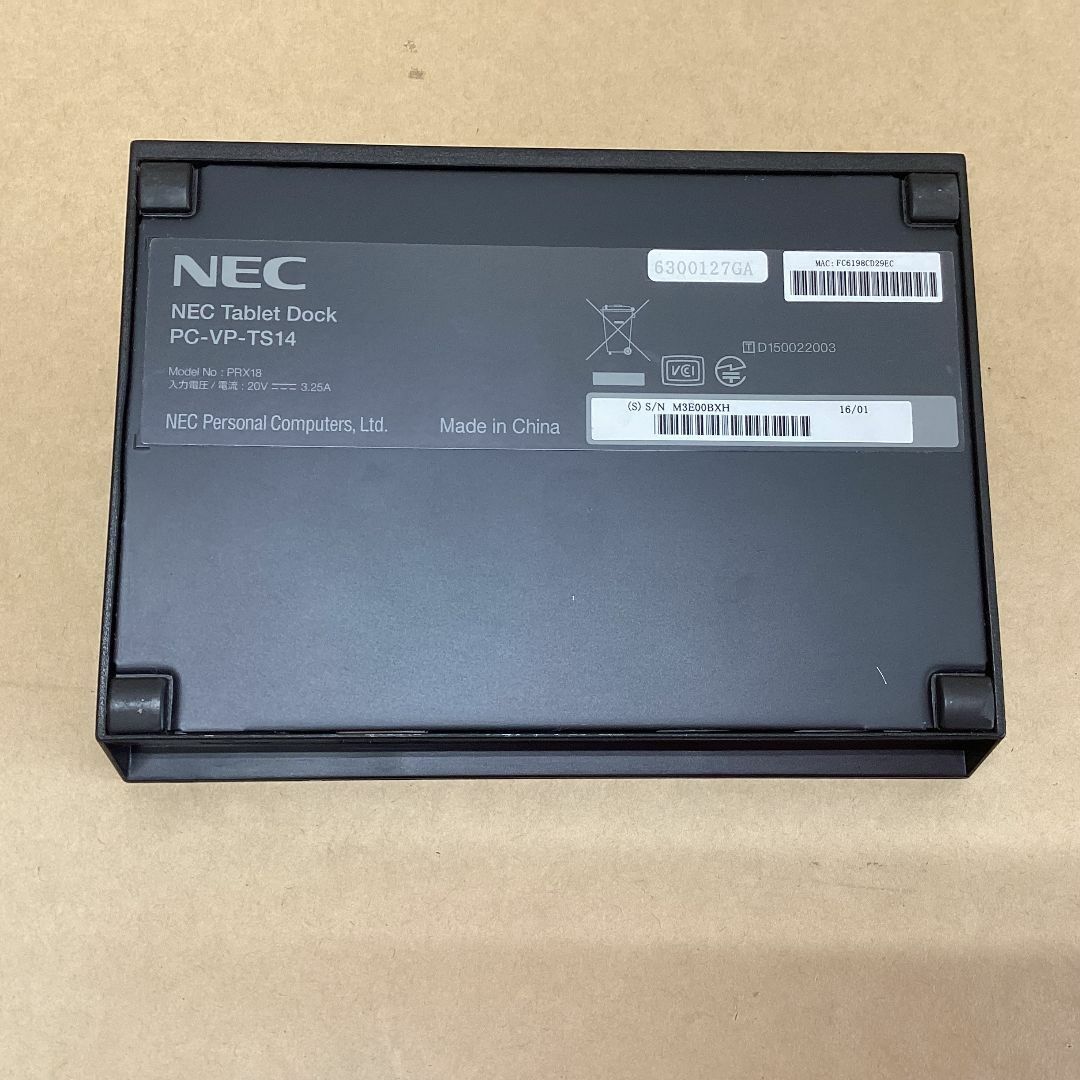 NEC
NEC Tablet Dock
PC-VP-TS14
Model No : PRX18
入力電圧 / 電流 : 20V 3.25A
NEC Personal Computers, Ltd.
Made in China
6300127GA
MAC:FC6198CD29EC
T D150022003
VCI
(S) S/N M3E00BXH 16/01